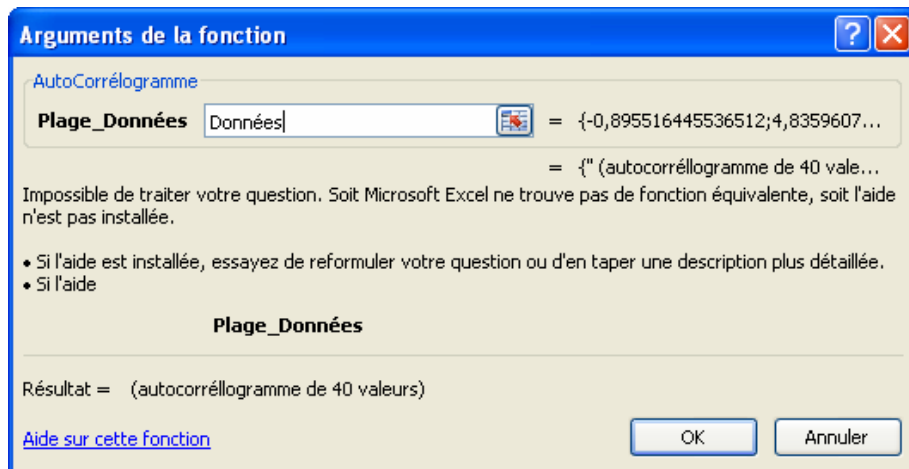 Arguments de la fonction
AutoCorrélogramme
Plage_Données Données = {-0,895516445536512;4,8359607...
= {" (autocorréllogramme de 40 vale...
Impossible de traiter votre question. Soit Microsoft Excel ne trouve pas de fonction équivalente, soit l'aide
n'est pas installée.
• Si l'aide est installée, essayez de reformuler votre question ou d'en taper une description plus détaillée.
• Si l'aide
Plage_Données
Résultat = (autocorréllogramme de 40 valeurs)
Aide sur cette fonction OK Annuler